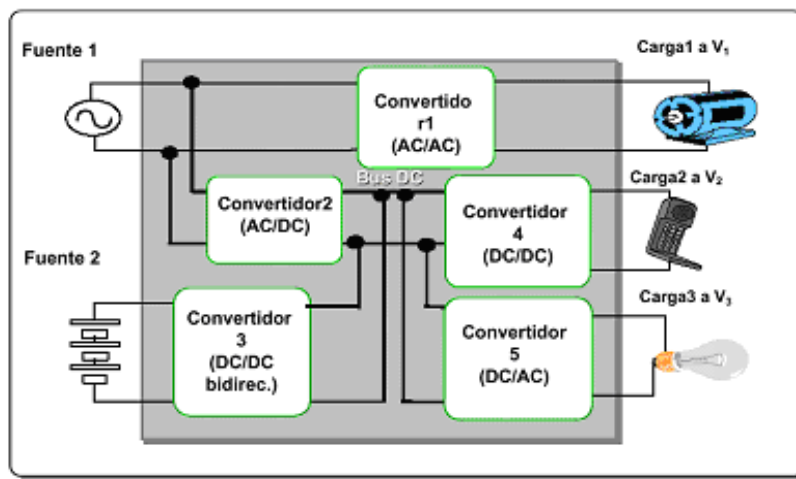 Fuente 1
Carga1 a V1
Convertido
r1
(AC/AC)
Bus DC
Carga2 a V2
Convertidor2
(AC/DC)
Convertidor
4
(DC/DC)
Fuente 2
Carga3 a V3
Convertidor
3
(DC/DC
bidirec.)
Convertidor
5
(DC/AC)